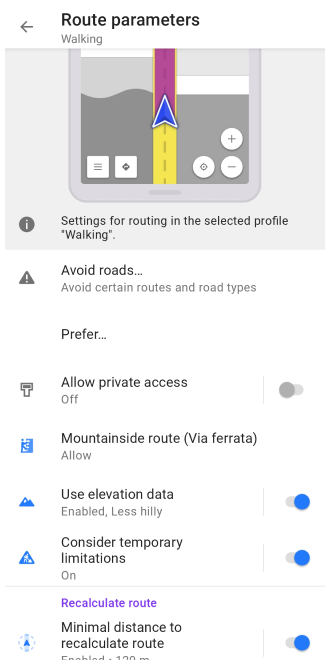 Route parameters
Walking
Settings for routing in the selected profile
"Walking".
Avoid roads…
Avoid certain routes and road types
Prefer…
Allow private access
Off
Mountainside route (Via ferrata)
Allow
Use elevation data
Enabled, Less hilly
Consider temporary
limitations
On
Recalculate route
Minimal distance to
recalculate route
Enabled • 120 m